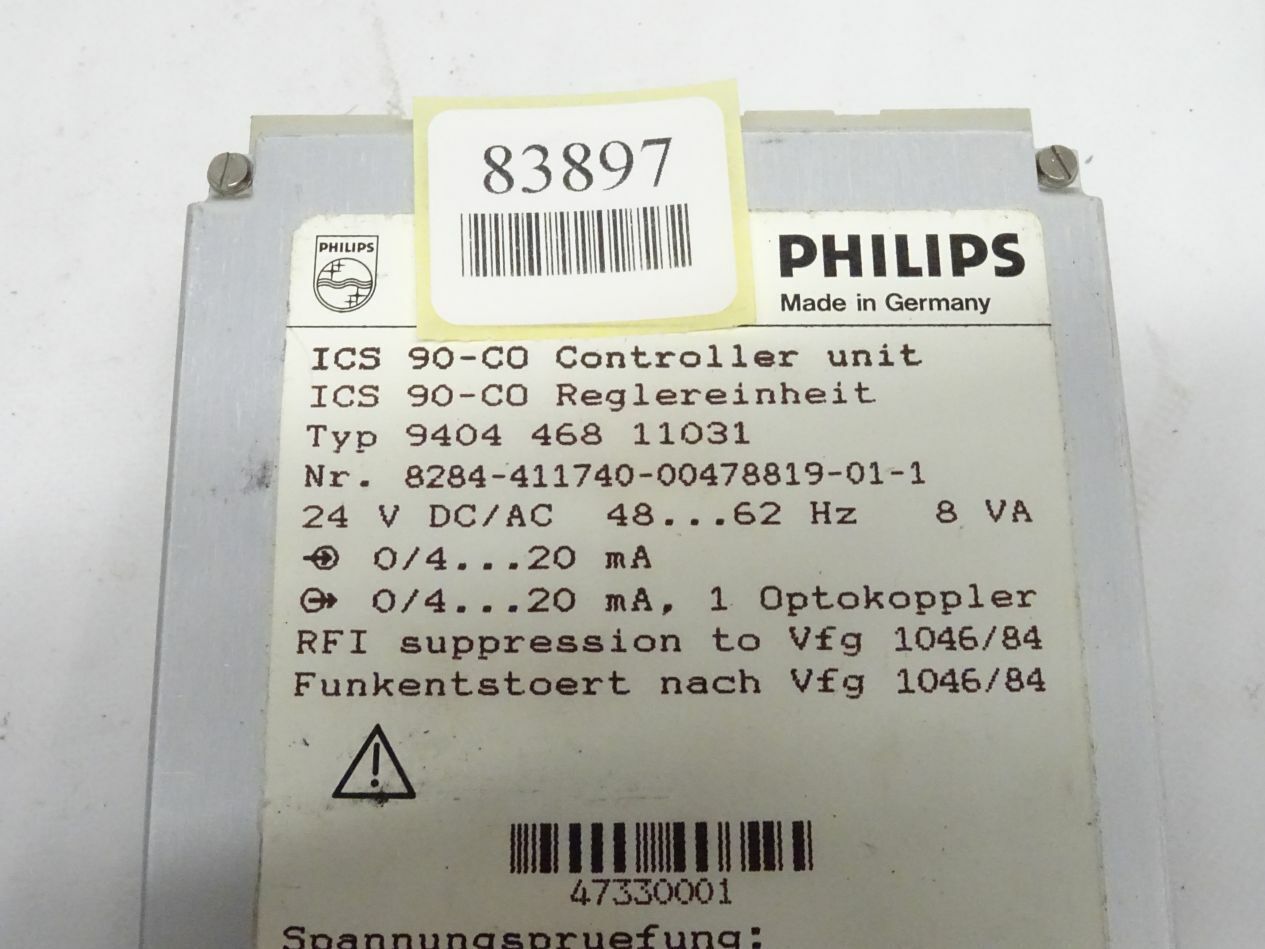 83897
PHILIPS
PHILIPS
Made in Germany
ICS 90-CO Controller unit
ICS 90-CO Reglereinheit
Typ 9404 468 11031
Nr. 8284-411740-00478819-01-1
24 V DC/AC 48...62 Hz 8 VA
0/4...20 mA
0/4...20 mA, 1 Optokoppler
RFI suppression to Vfg 1046/84
Funkentstoert nach Vfg 1046/84
47330001
Spannungspruefung: